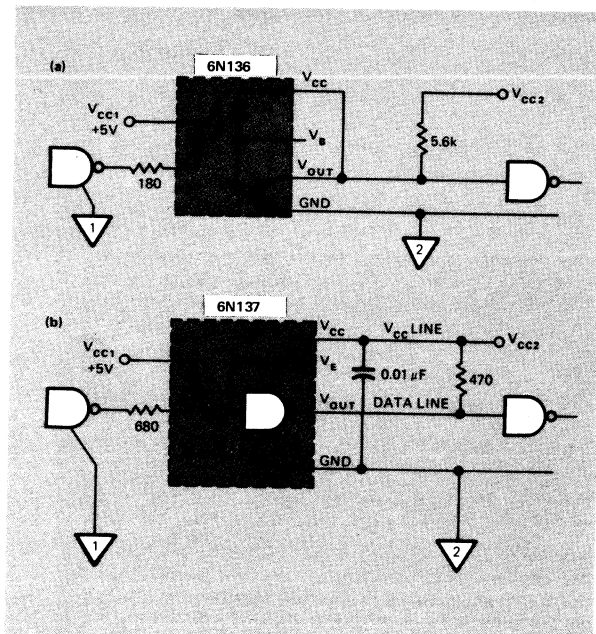 (a)
6N136
VCC
VCC1
+5V
VCC2
VB
5.6k
VOUT
180
GND
1
2
(b)
6N137
VCC
VCC LINE
VCC2
VCC1
+5V
VE
0.01 µF
470
VOUT
DATA LINE
680
GND
1
2